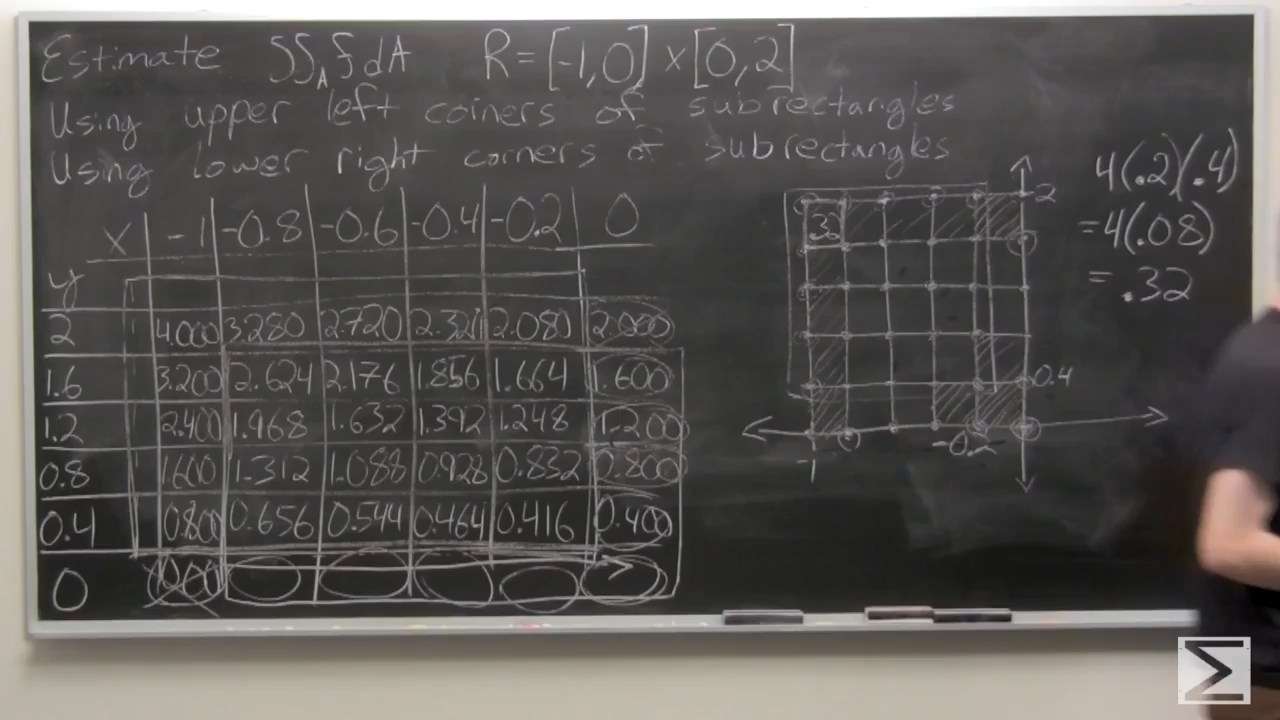 Estimate ∫∫_A f dA R = [-1,0] × [0,2]
Using upper left corners of subrectangles
Using lower right corners of subrectangles
x -1 -0.8 -0.6 -0.4 -0.2 0
y
2 4.000 3.280 2.720 2.320 2.080 2.000
1.6 3.200 2.624 2.176 1.856 1.664 1.600
1.2 2.400 1.968 1.632 1.392 1.248 1.200
0.8 1.600 1.312 1.088 0.928 0.832 0.800
0.4 0.800 0.656 0.544 0.464 0.416 0.400
0
2
.32
0.4
-0.2
-1
4(.2)(.4)
=4(.08)
= .32
Σ